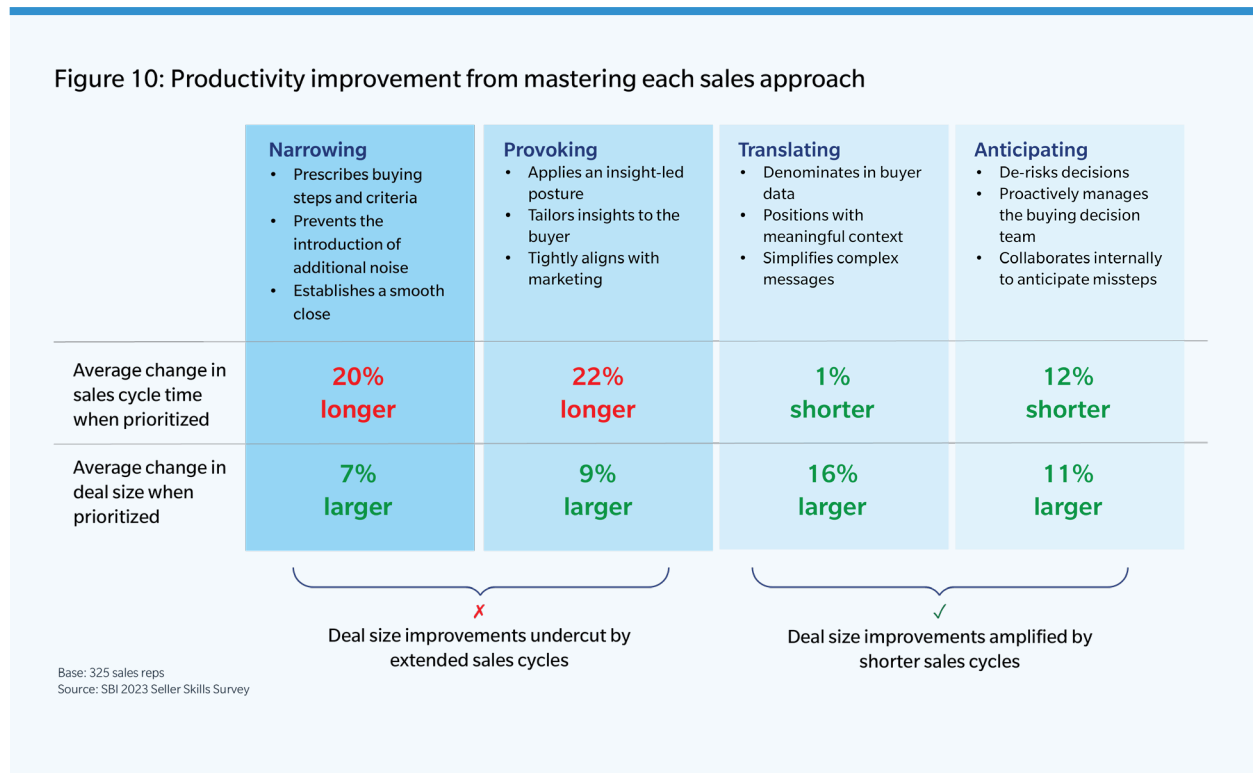 Figure 10: Productivity improvement from mastering each sales approach
Narrowing
• Prescribes buying
steps and criteria
• Prevents the
introduction of
additional noise
• Establishes a smooth
close
Provoking
• Applies an insight-led
posture
• Tailors insights to the
buyer
• Tightly aligns with
marketing
Translating
• Denominates in buyer
data
• Positions with
meaningful context
• Simplifies complex
messages
Anticipating
• De-risks decisions
• Proactively manages
the buying decision
team
• Collaborates internally
to anticipate missteps
Average change in
sales cycle time
when prioritized
20%
longer
22%
longer
1%
shorter
12%
shorter
Average change in
deal size when
prioritized
7%
larger
9%
larger
16%
larger
11%
larger
✗
Deal size improvements undercut by
extended sales cycles
✓
Deal size improvements amplified by
shorter sales cycles
Base: 325 sales reps
Source: SBI 2023 Seller Skills Survey